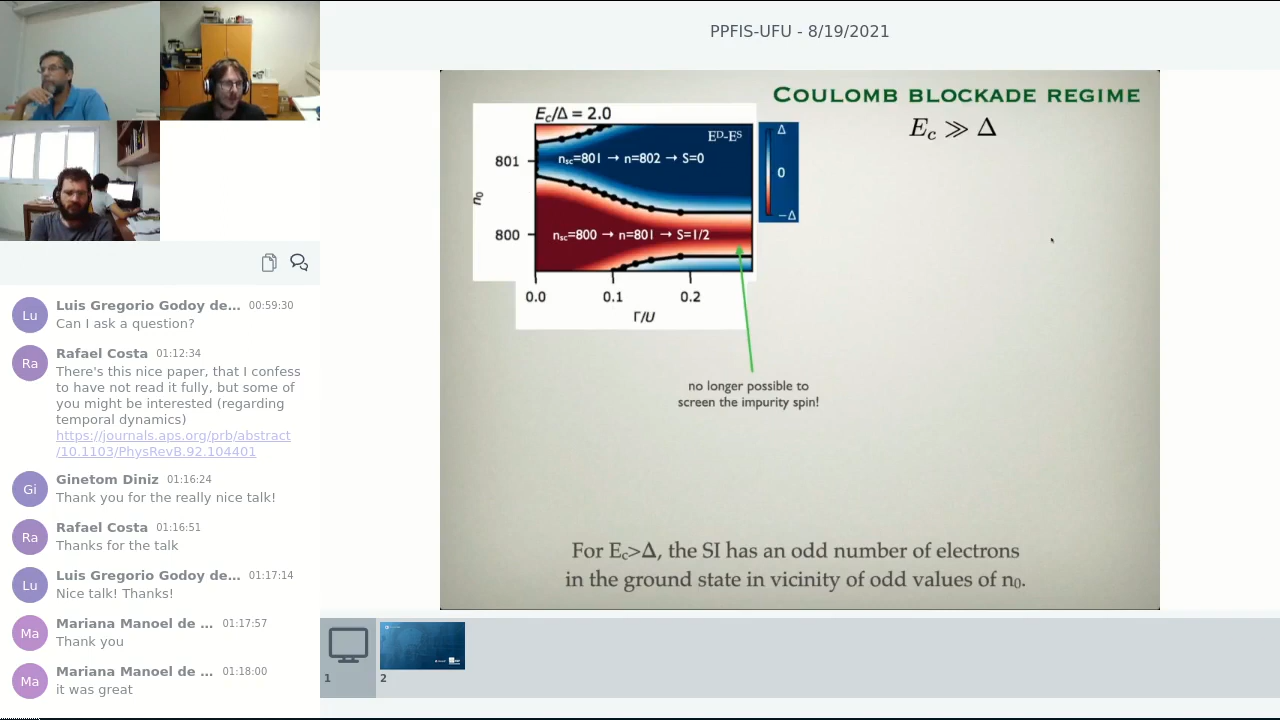 PPFIS-UFU - 8/19/2021
Coulomb blockade regime
E_c ≫ Δ
E_c/Δ = 2.0
E^D-E^S
Δ
n_sc=801 → n=802 → S=0
801
0
n_0
−Δ
800
n_sc=800 → n=801 → S=1/2
0.0 0.1 0.2
Γ/U
no longer possible to
screen the impurity spin!
For E_c>Δ, the SI has an odd number of electrons
in the ground state in vicinity of odd values of n_0.
Lu
Luis Gregorio Godoy de... 00:59:30
Can I ask a question?
Ra
Rafael Costa 01:12:34
There's this nice paper, that I confess
to have not read it fully, but some of
you might be interested (regarding
temporal dynamics)
https://journals.aps.org/prb/abstract
/10.1103/PhysRevB.92.104401
Gi
Ginetom Diniz 01:16:24
Thank you for the really nice talk!
Ra
Rafael Costa 01:16:51
Thanks for the talk
Lu
Luis Gregorio Godoy de... 01:17:14
Nice talk! Thanks!
Ma
Mariana Manoel de ... 01:17:57
Thank you
Ma
Mariana Manoel de ... 01:18:00
it was great
1
2